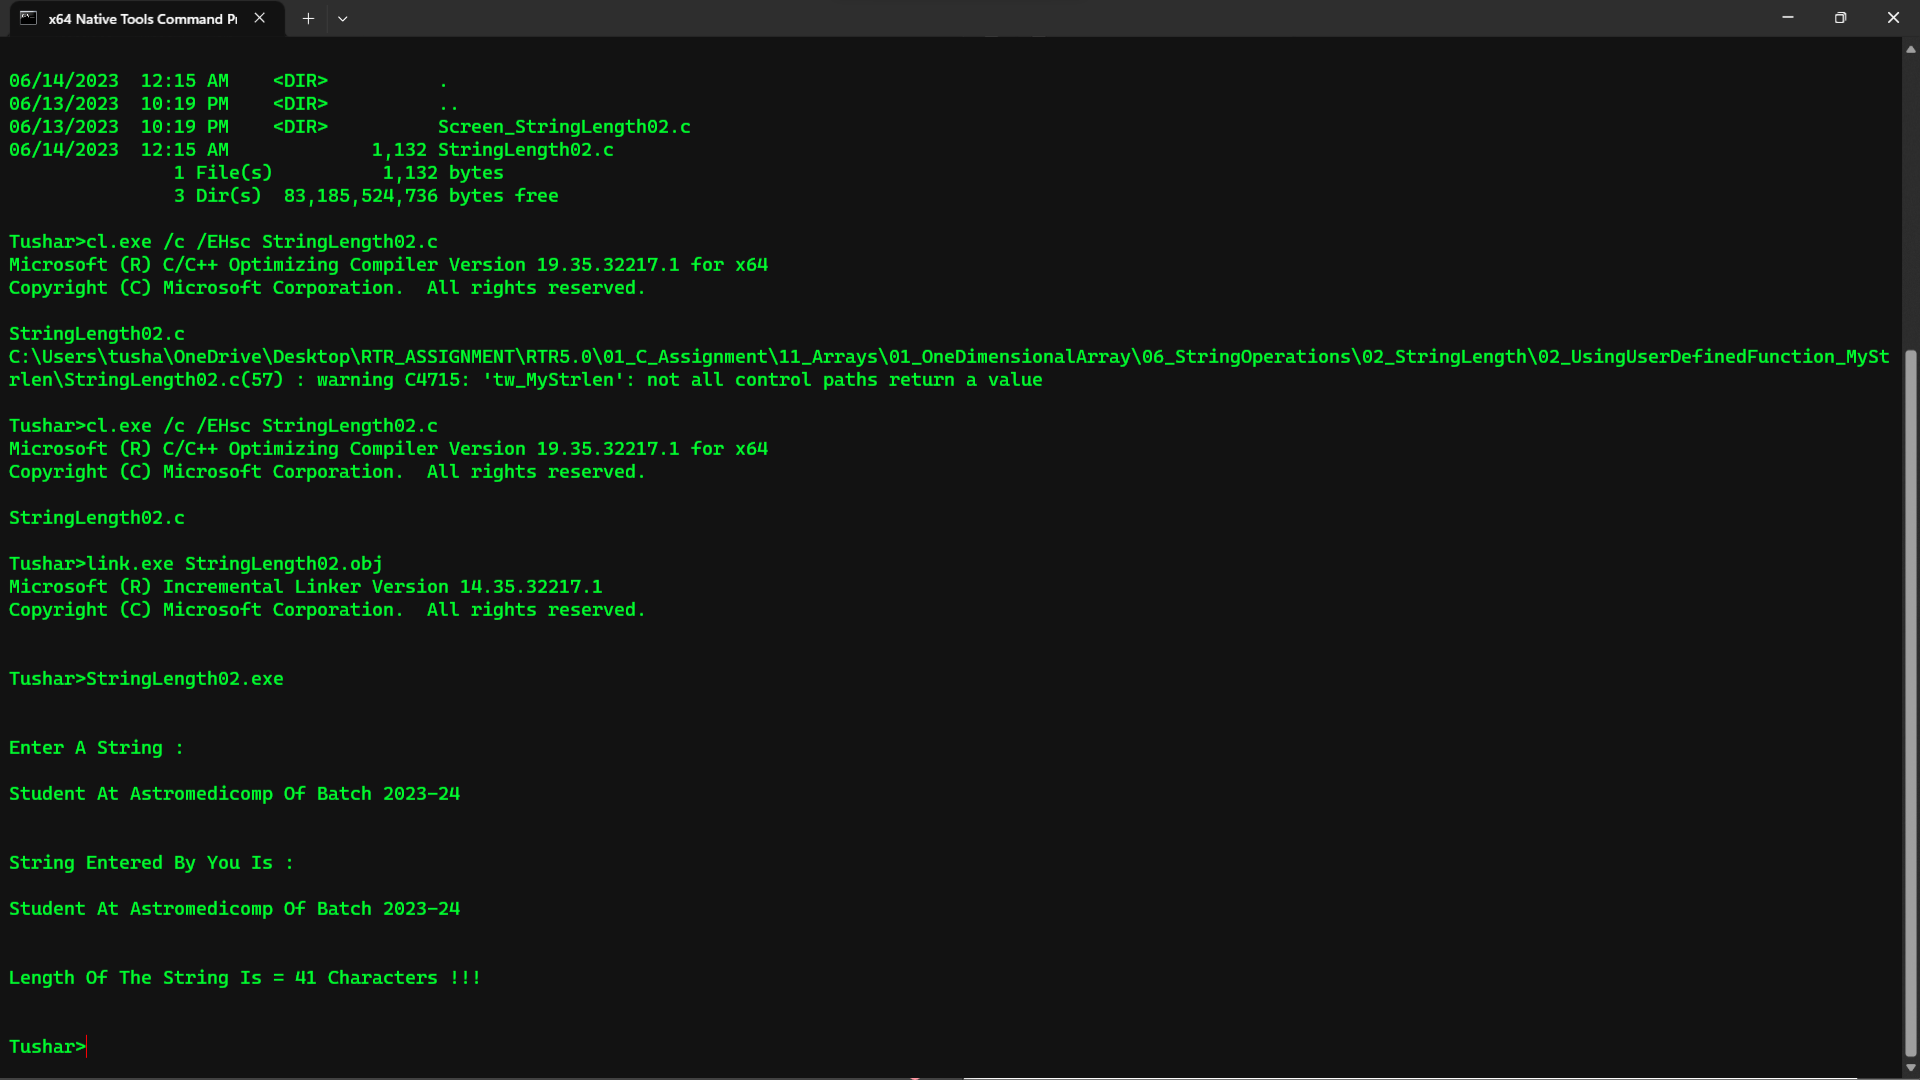 x64 Native Tools Command P
06/14/2023  12:15 AM    <DIR>          .
06/13/2023  10:19 PM    <DIR>          ..
06/13/2023  10:19 PM    <DIR>          Screen_StringLength02.c
06/14/2023  12:15 AM             1,132 StringLength02.c
               1 File(s)          1,132 bytes
               3 Dir(s)  83,185,524,736 bytes free
Tushar>cl.exe /c /EHsc StringLength02.c
Microsoft (R) C/C++ Optimizing Compiler Version 19.35.32217.1 for x64
Copyright (C) Microsoft Corporation.  All rights reserved.
StringLength02.c
C:\Users\tusha\OneDrive\Desktop\RTR_ASSIGNMENT\RTR5.0\01_C_Assignment\11_Arrays\01_OneDimensionalArray\06_StringOperations\02_StringLength\02_UsingUserDefinedFunction_MySt
rlen\StringLength02.c(57) : warning C4715: 'tw_MyStrlen': not all control paths return a value
Tushar>cl.exe /c /EHsc StringLength02.c
Microsoft (R) C/C++ Optimizing Compiler Version 19.35.32217.1 for x64
Copyright (C) Microsoft Corporation.  All rights reserved.
StringLength02.c
Tushar>link.exe StringLength02.obj
Microsoft (R) Incremental Linker Version 14.35.32217.1
Copyright (C) Microsoft Corporation.  All rights reserved.
Tushar>StringLength02.exe
Enter A String :
Student At Astromedicomp Of Batch 2023-24
String Entered By You Is :
Student At Astromedicomp Of Batch 2023-24
Length Of The String Is = 41 Characters !!!
Tushar>